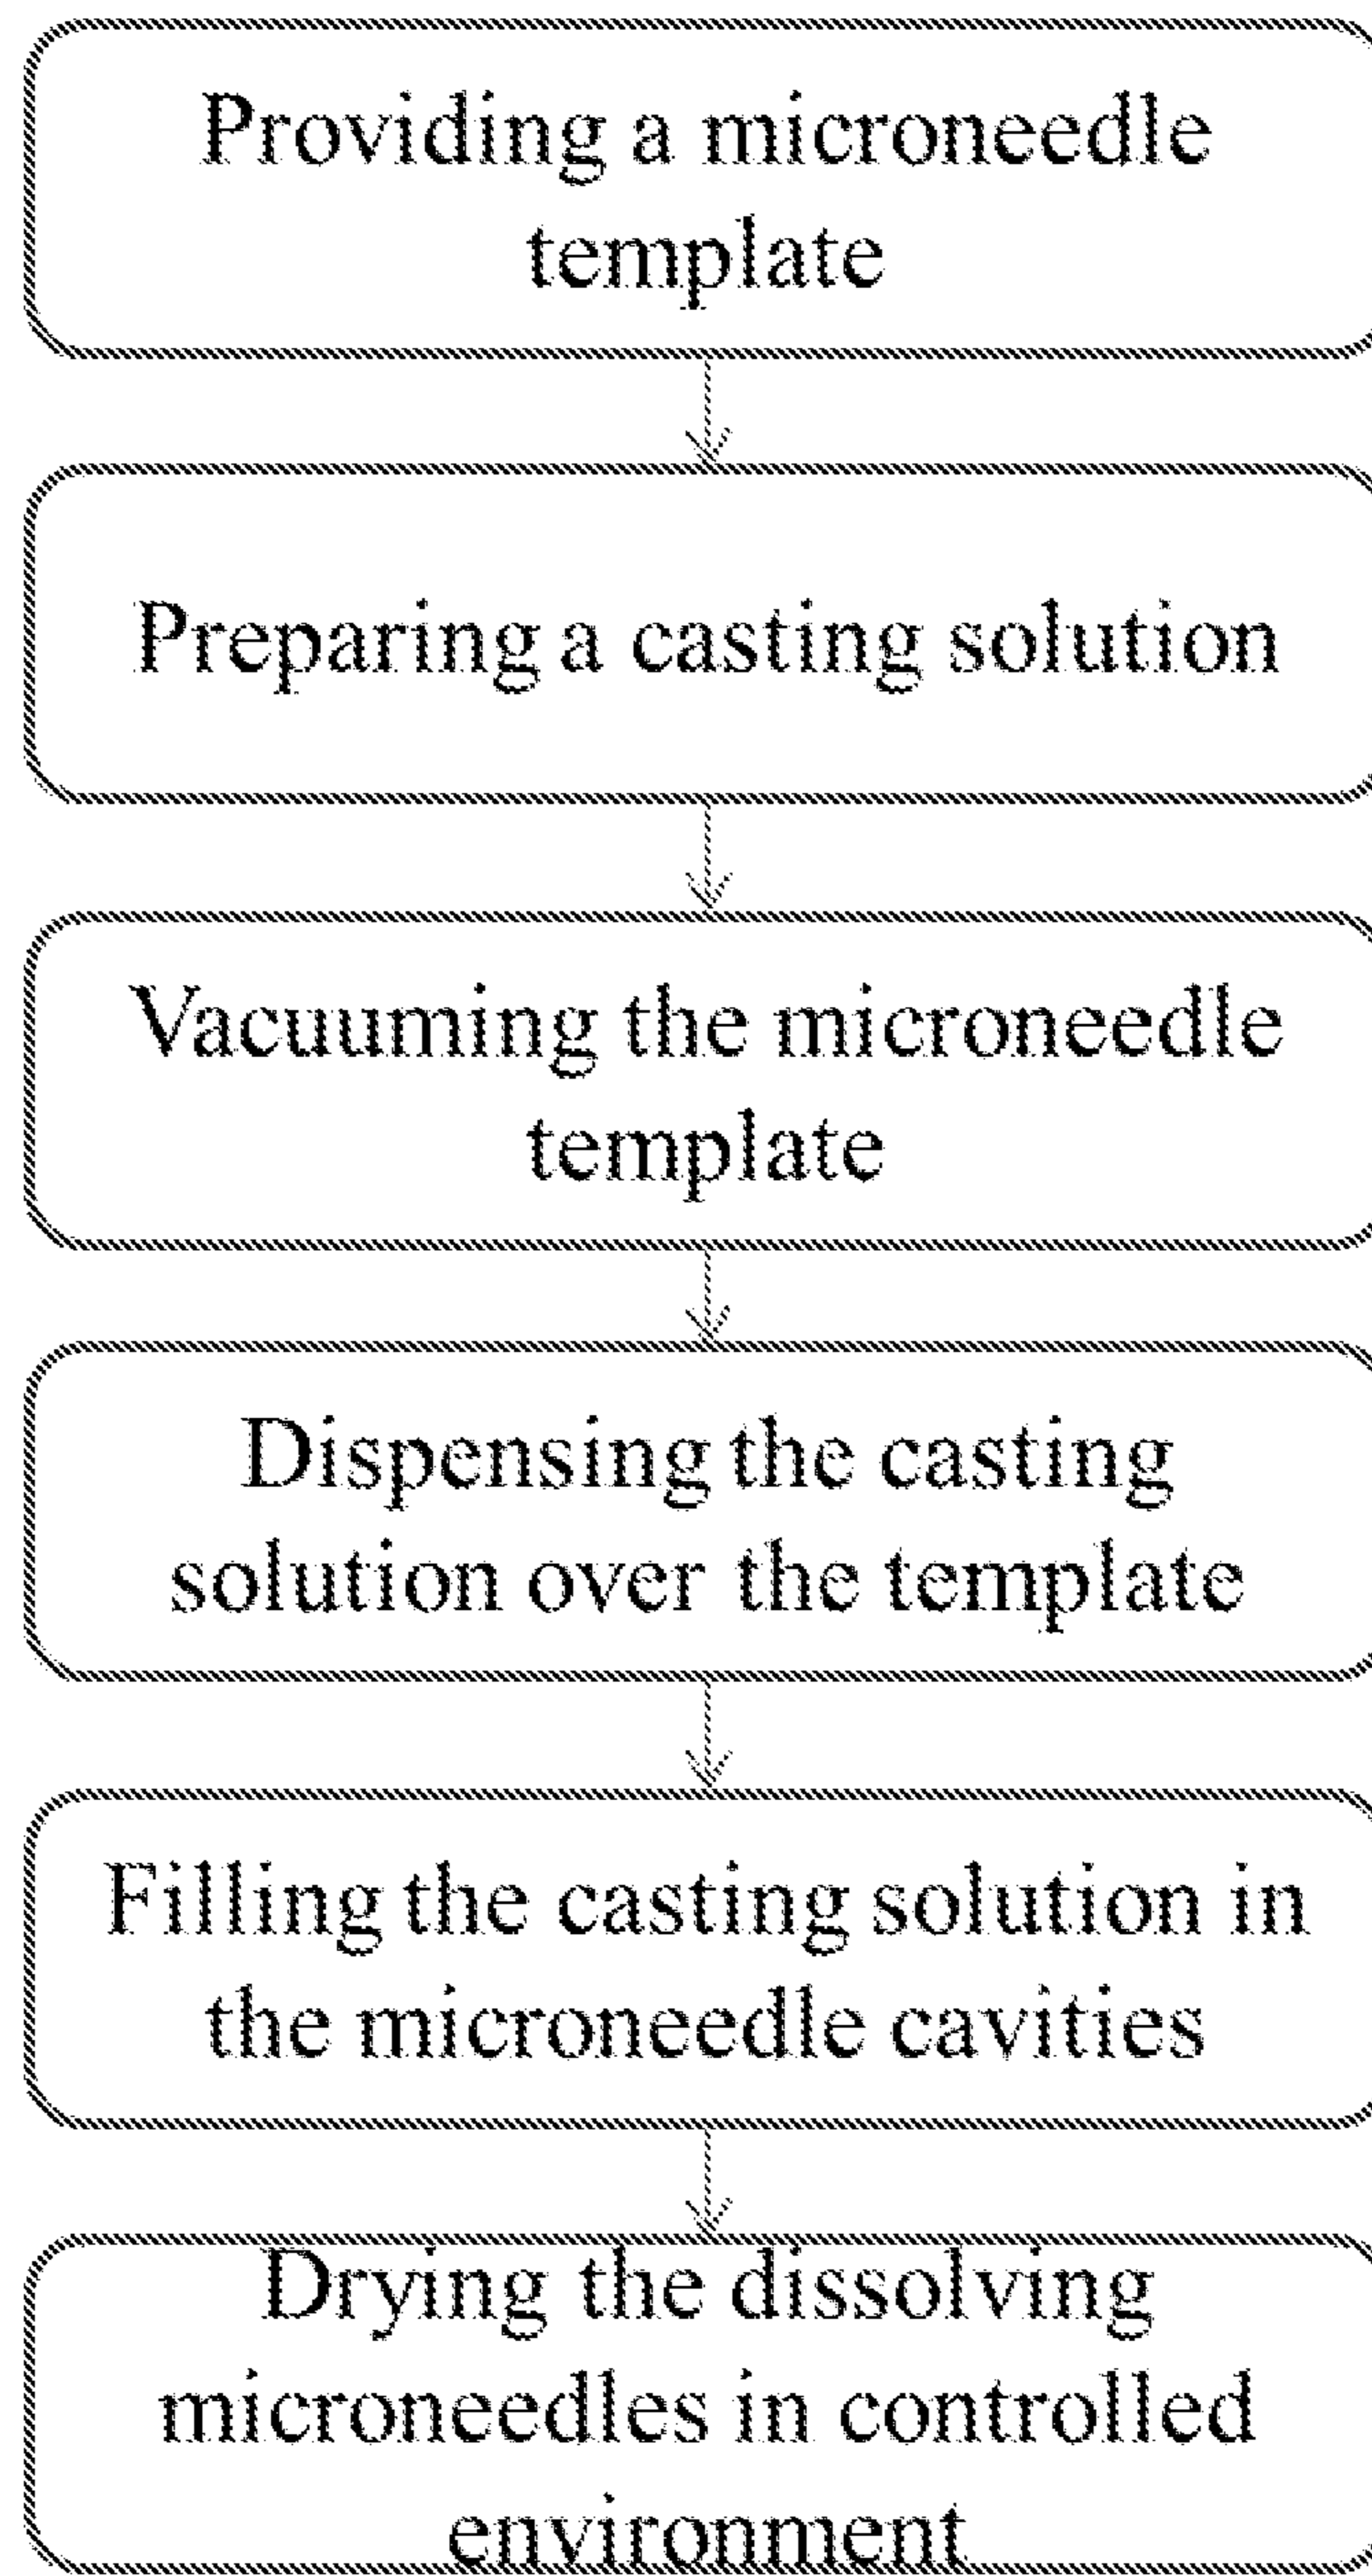 Providing a microneedle
template
Preparing a casting solution
Vacuuming the microneedle
template
Dispensing the casting
solution over the template
Filling the casting solution in
the microneedle cavities
Drying the dissolving
microneedles in controlled
environment